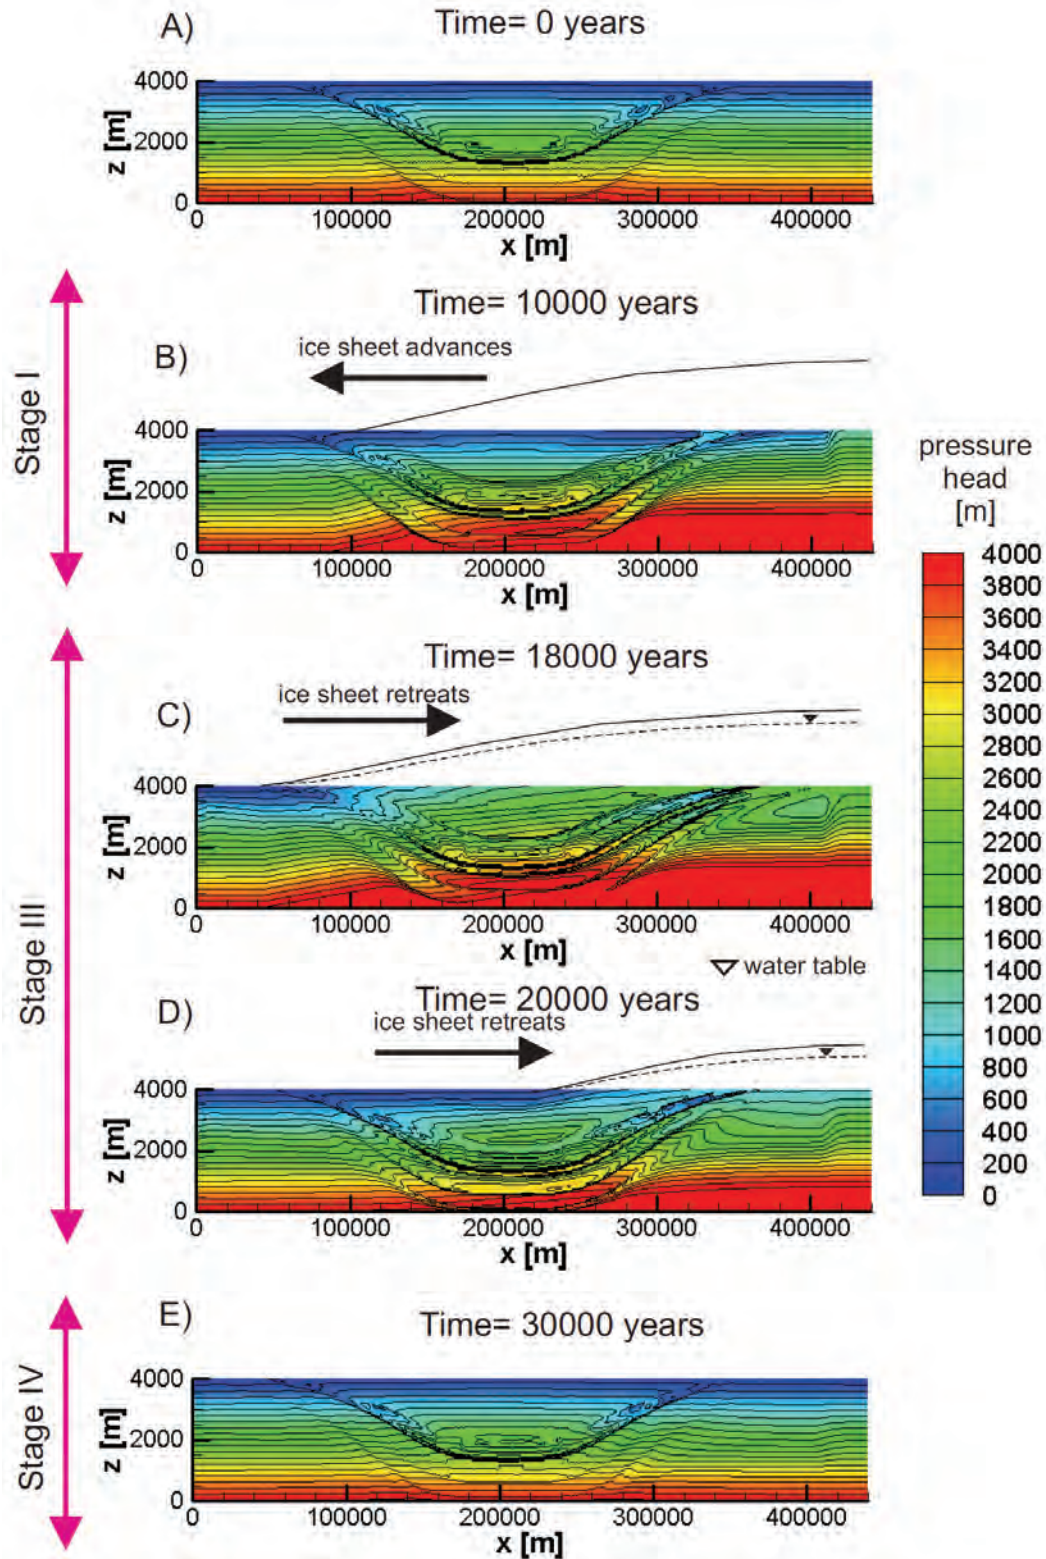 A)
Time= 0 years
4000
2000
0
z [m]
0
100000
200000
300000
400000
x [m]
Stage I
Time= 10000 years
B)
ice sheet advances
4000
2000
0
z [m]
0
100000
200000
300000
400000
x [m]
pressure
head
[m]
4000
3800
3600
3400
3200
3000
2800
2600
2400
2200
2000
1800
1600
1400
1200
1000
800
600
400
200
0
Stage III
Time= 18000 years
C)
ice sheet retreats
4000
2000
0
z [m]
0
100000
200000
300000
400000
x [m]
water table
Time= 20000 years
D)
ice sheet retreats
4000
2000
0
z [m]
0
100000
200000
300000
400000
x [m]
Stage IV
E)
Time= 30000 years
4000
2000
0
z [m]
0
100000
200000
300000
400000
x [m]